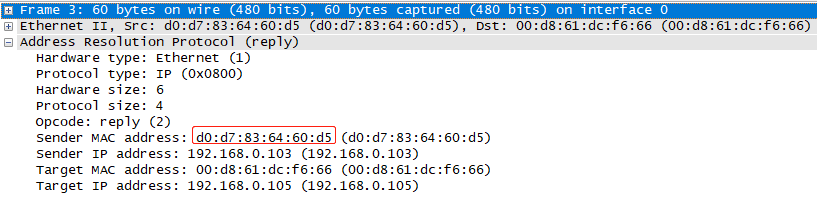 Frame 3: 60 bytes on wire (480 bits), 60 bytes captured (480 bits) on interface 0
Ethernet II, Src: d0:d7:83:64:60:d5 (d0:d7:83:64:60:d5), Dst: 00:d8:61:dc:f6:66 (00:d8:61:dc:f6:66)
Address Resolution Protocol (reply)
Hardware type: Ethernet (1)
Protocol type: IP (0x0800)
Hardware size: 6
Protocol size: 4
Opcode: reply (2)
Sender MAC address: d0:d7:83:64:60:d5 (d0:d7:83:64:60:d5)
Sender IP address: 192.168.0.103 (192.168.0.103)
Target MAC address: 00:d8:61:dc:f6:66 (00:d8:61:dc:f6:66)
Target IP address: 192.168.0.105 (192.168.0.105)